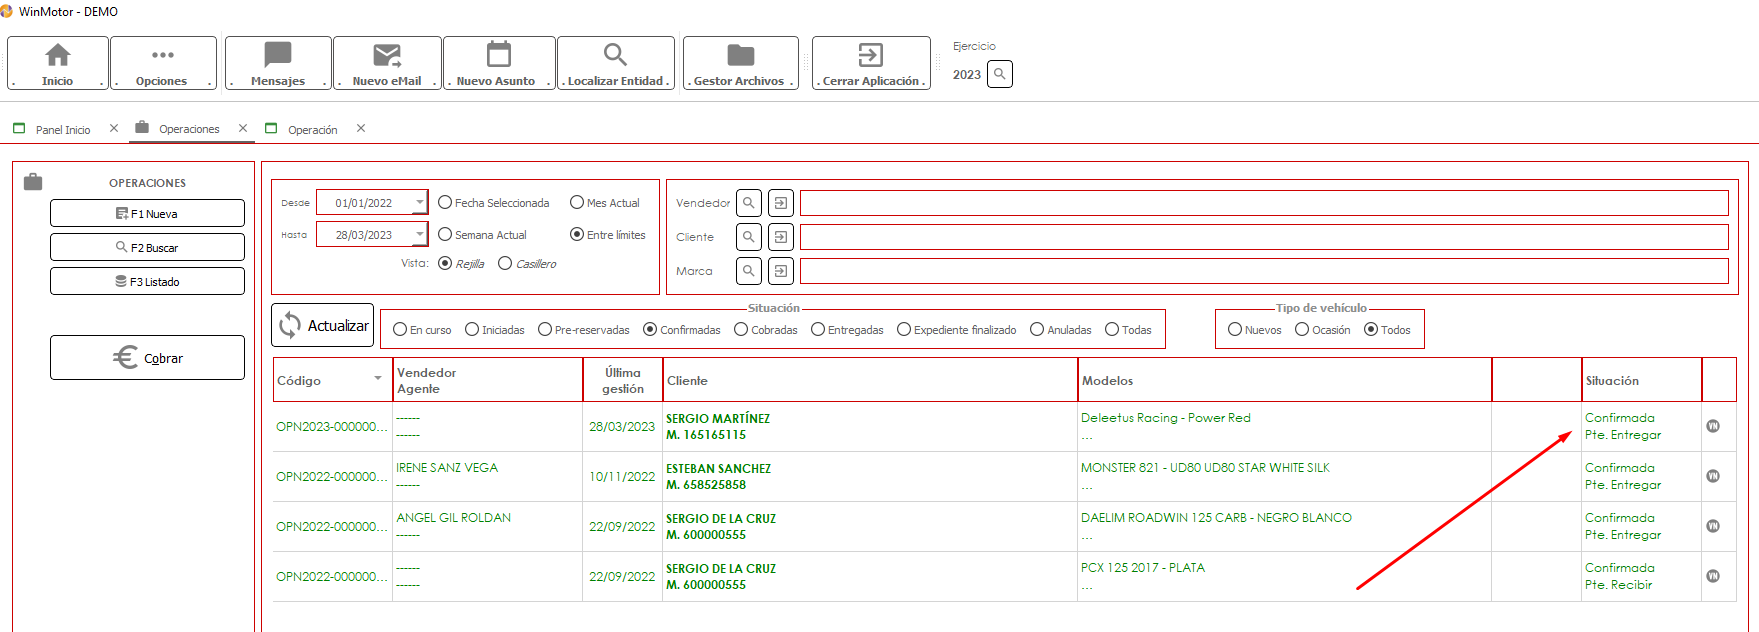 WinMotor - DEMO
Inicio
Opciones
Mensajes
Nuevo eMail
Nuevo Asunto
Localizar Entidad
Gestor Archivos
Cerrar Aplicación
Ejercicio
2023
Panel Inicio
Operaciones
Operación
OPERACIONES
F1 Nueva
F2 Buscar
F3 Listado
Cobrar
Desde 01/01/2022 Fecha Seleccionada Mes Actual
Hasta 28/03/2023 Semana Actual Entre límites
Vista: Rejilla Casillero
Vendedor
Cliente
Marca
Actualizar
Situación
En curso Iniciadas Pre-reservadas Confirmadas Cobradas Entregadas Expediente finalizado Anuladas Todas
Tipo de vehículo
Nuevos Ocasión Todos
Código
Vendedor
Agente
Última
gestión
Cliente
Modelos
Situación
OPN2023-000000...
------
------
28/03/2023
SERGIO MARTÍNEZ
M. 165165115
Deleetus Racing - Power Red
...
Confirmada
Pte. Entregar
VN
OPN2022-000000...
IRENE SANZ VEGA
------
10/11/2022
ESTEBAN SANCHEZ
M. 658525858
MONSTER 821 - UD80 UD80 STAR WHITE SILK
...
Confirmada
Pte. Entregar
VN
OPN2022-000000...
ANGEL GIL ROLDAN
------
22/09/2022
SERGIO DE LA CRUZ
M. 600000555
DAELIM ROADWIN 125 CARB - NEGRO BLANCO
...
Confirmada
Pte. Entregar
VN
OPN2022-000000...
------
------
22/09/2022
SERGIO DE LA CRUZ
M. 600000555
PCX 125 2017 - PLATA
...
Confirmada
Pte. Recibir
VN